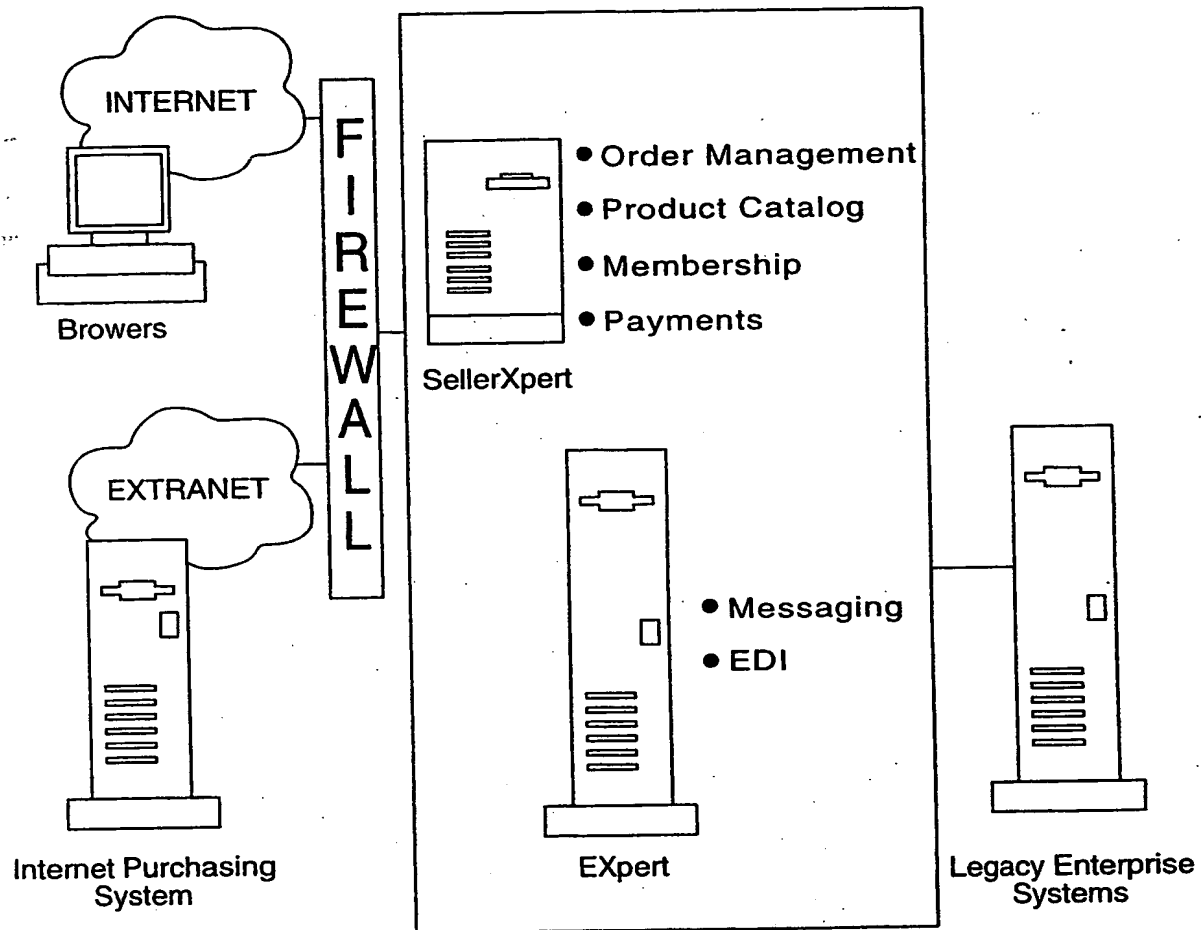 INTERNET
Browers
EXTRANET
Internet Purchasing
System
FIREWALL
• Order Management
• Product Catalog
• Membership
• Payments
SellerXpert
• Messaging
• EDI
EXpert
Legacy Enterprise
Systems